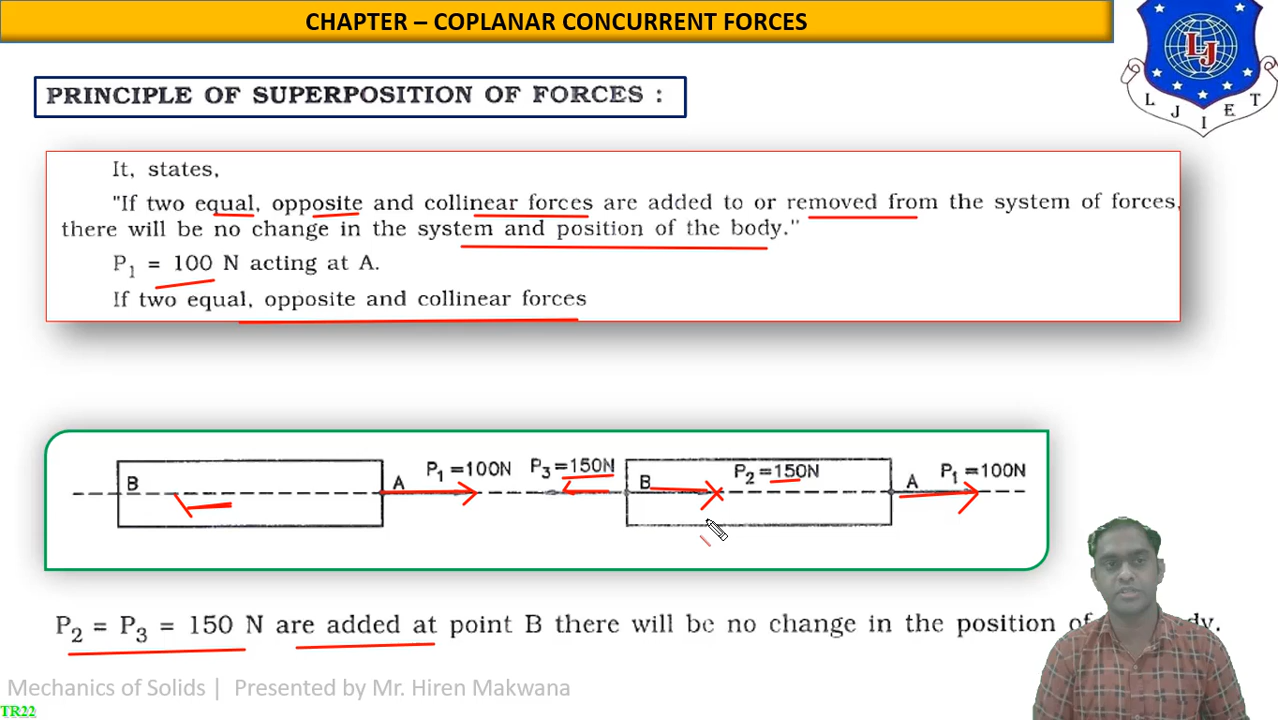 CHAPTER – COPLANAR CONCURRENT FORCES
LJ
L J I E T
PRINCIPLE OF SUPERPOSITION OF FORCES :
It, states,
"If two equal, opposite and collinear forces are added to or removed from the system of forces,
there will be no change in the system and position of the body."
P₁ = 100 N acting at A.
If two equal, opposite and collinear forces
B A P₁=100N P₃=150N B P₂=150N A P₁=100N
P₂ = P₃ = 150 N are added at point B there will be no change in the position of dy.
Mechanics of Solids | Presented by Mr. Hiren Makwana
TR22